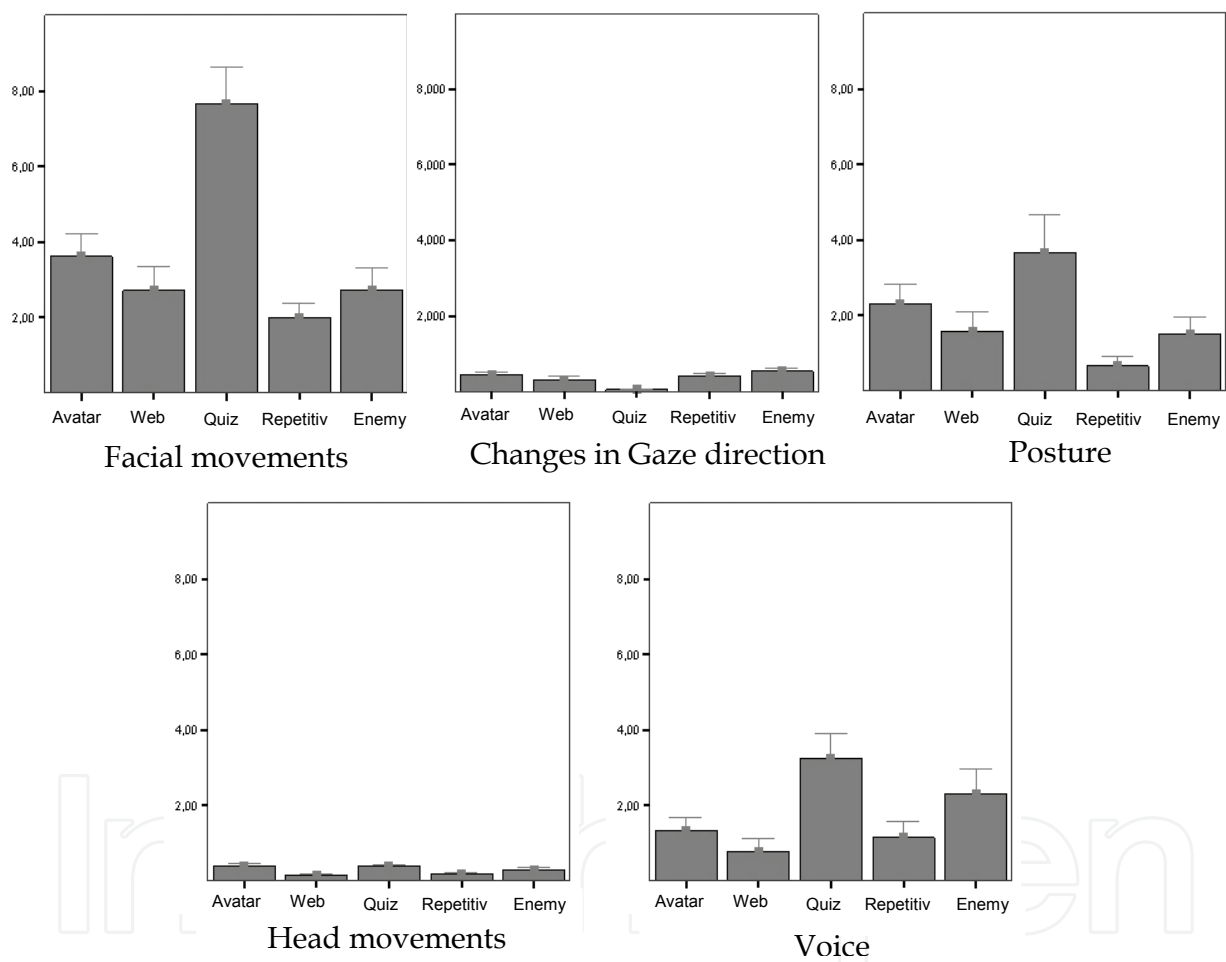 8,00
6,00
4,00
2,00
Avatar Web Quiz Repetitiv Enemy
Facial movements
8,000
6,000
4,000
2,000
Avatar Web Quiz Repetitiv Enemy
Changes in Gaze direction
8,00
6,00
4,00
2,00
Avatar Web Quiz Repetitiv Enemy
Posture
8,00
6,00
4,00
2,00
Avatar Web Quiz Repetitiv Enemy
Head movements
8,00
6,00
4,00
2,00
Avatar Web Quiz Repetitiv Enemy
Voice